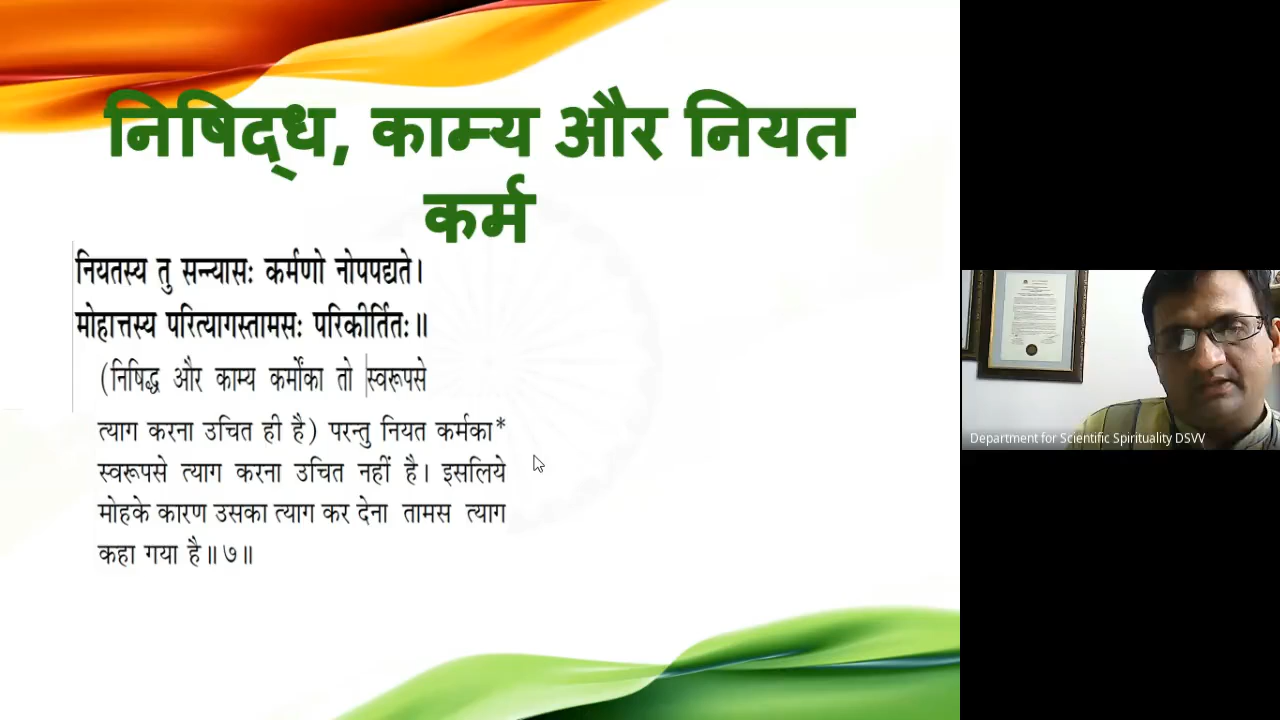 निषिद्ध, काम्य और नियत
कर्म
नियतस्य तु सन्न्यासः कर्मणो नोपपद्यते।
मोहात्तस्य परित्यागस्तामसः परिकीर्तितः॥
(निषिद्ध और काम्य कर्मोंका तो स्वरूपसे
त्याग करना उचित ही है) परन्तु नियत कर्मका*
स्वरूपसे त्याग करना उचित नहीं है। इसलिये
मोहके कारण उसका त्याग कर देना तामस त्याग
कहा गया है॥७॥
Department for Scientific Spirituality DSVV